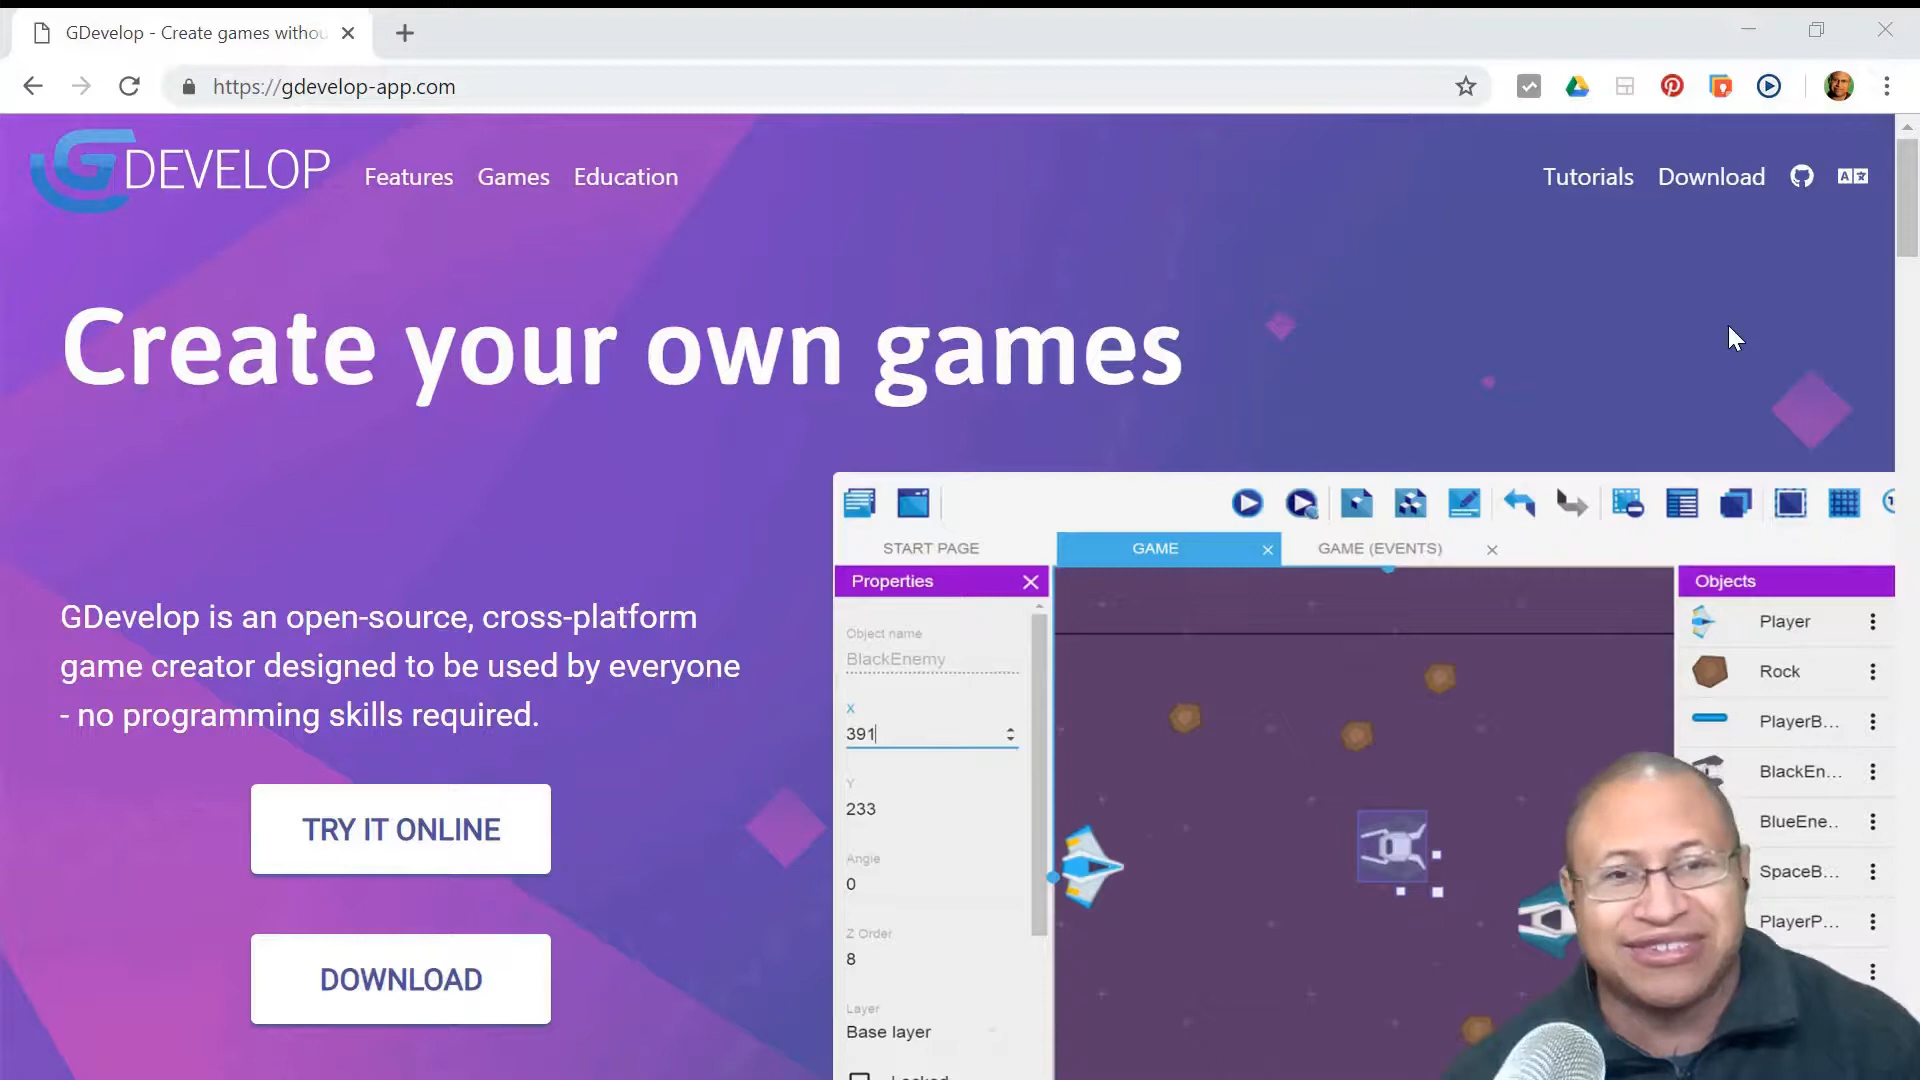 GDevelop - Create games withou
https://gdevelop-app.com
GDEVELOP
Features
Games
Education
Tutorials
Download
Create your own games
GDevelop is an open-source, cross-platform
game creator designed to be used by everyone
- no programming skills required.
TRY IT ONLINE
DOWNLOAD
START PAGE
GAME
GAME (EVENTS)
Properties
Object name
BlackEnemy
X
391
Y
233
Angle
0
Z Order
8
Layer
Base layer
Objects
Player
Rock
PlayerB...
BlackEn...
BlueEne..
SpaceB...
PlayerP...